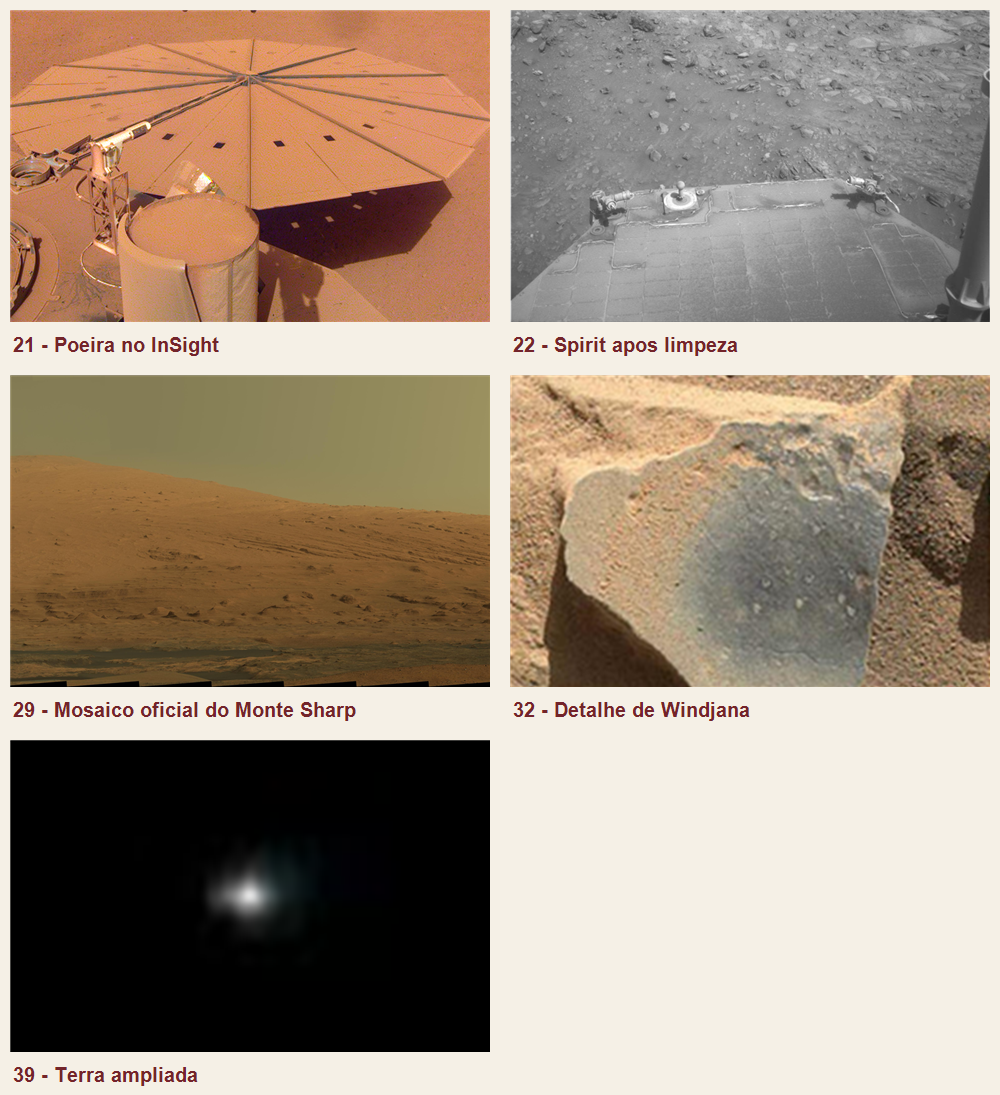 21 - Poeira no InSight
22 - Spirit apos limpeza
29 - Mosaico oficial do Monte Sharp
32 - Detalhe de Windjana
39 - Terra ampliada